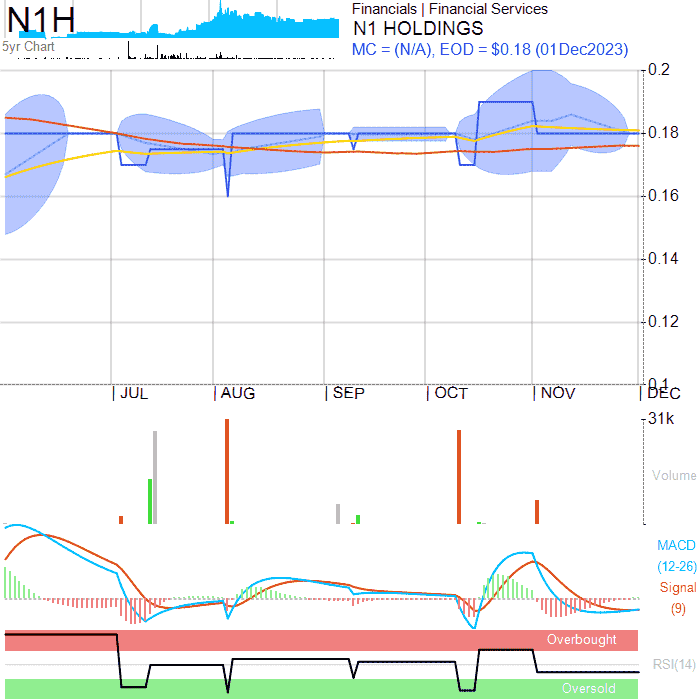 N1H
Financials | Financial Services
N1 HOLDINGS
5yr Chart
MC = (N/A), EOD = $0.18 (01Dec2023)
0.2
0.18
0.16
0.14
0.12
0.1
JUL AUG SEP OCT NOV DEC
31k
Volume
MACD
(12-26)
Signal
(9)
Overbought
RSI(14)
Oversold